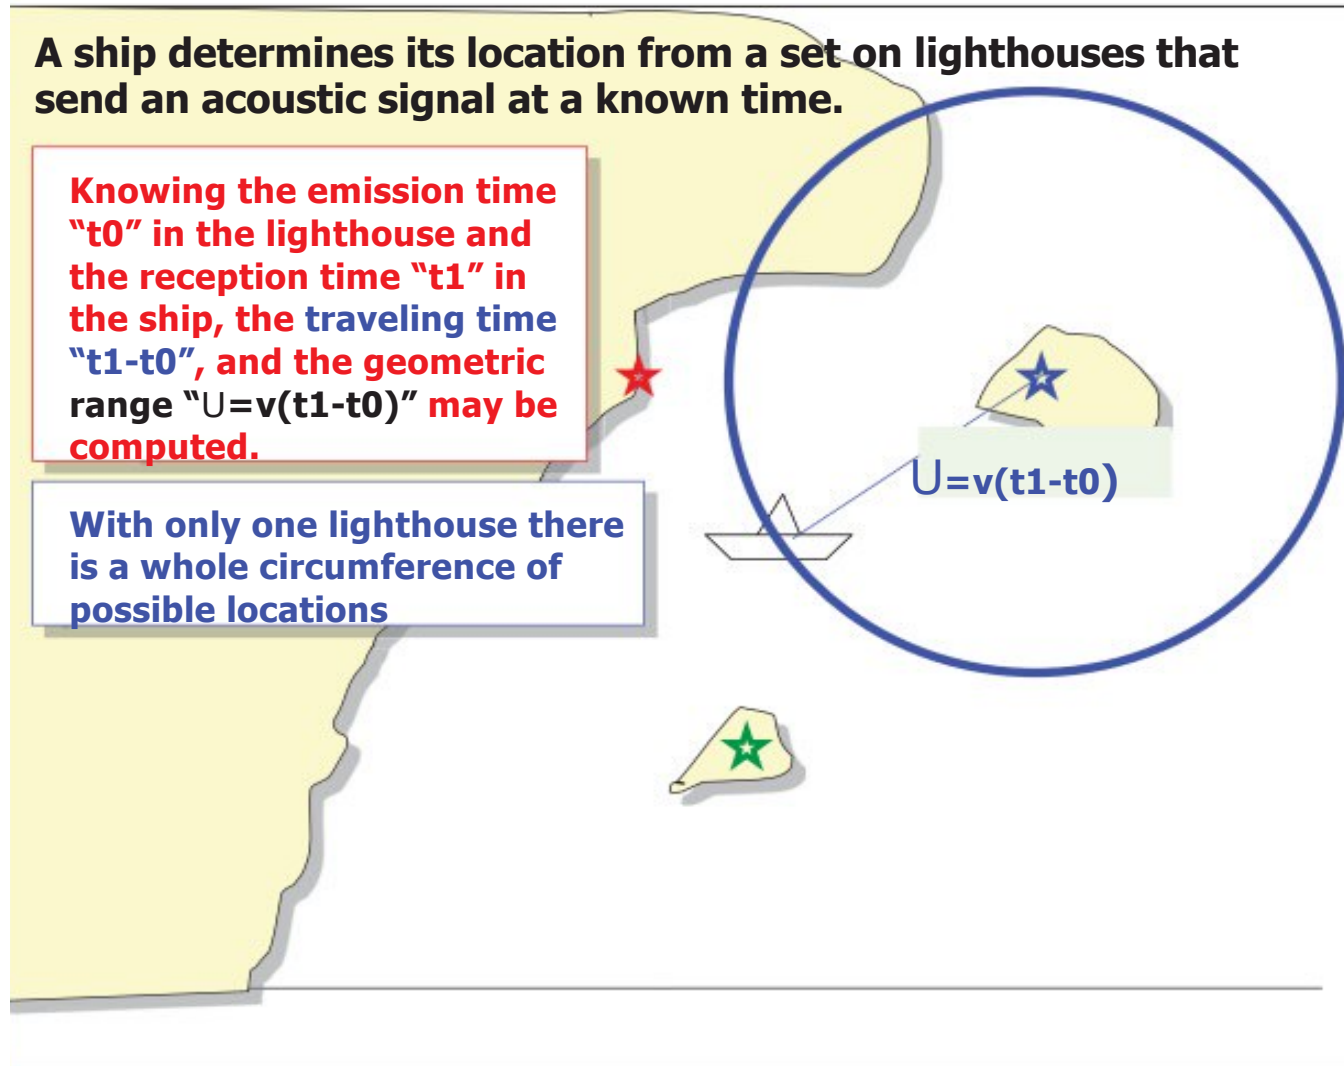 A ship determines its location from a set on lighthouses that
send an acoustic signal at a known time.
Knowing the emission time
“t0” in the lighthouse and
the reception time “t1” in
the ship, the traveling time
“t1-t0”, and the geometric
range “U=v(t1-t0)” may be
computed.
With only one lighthouse there
is a whole circumference of
possible locations
U=v(t1-t0)